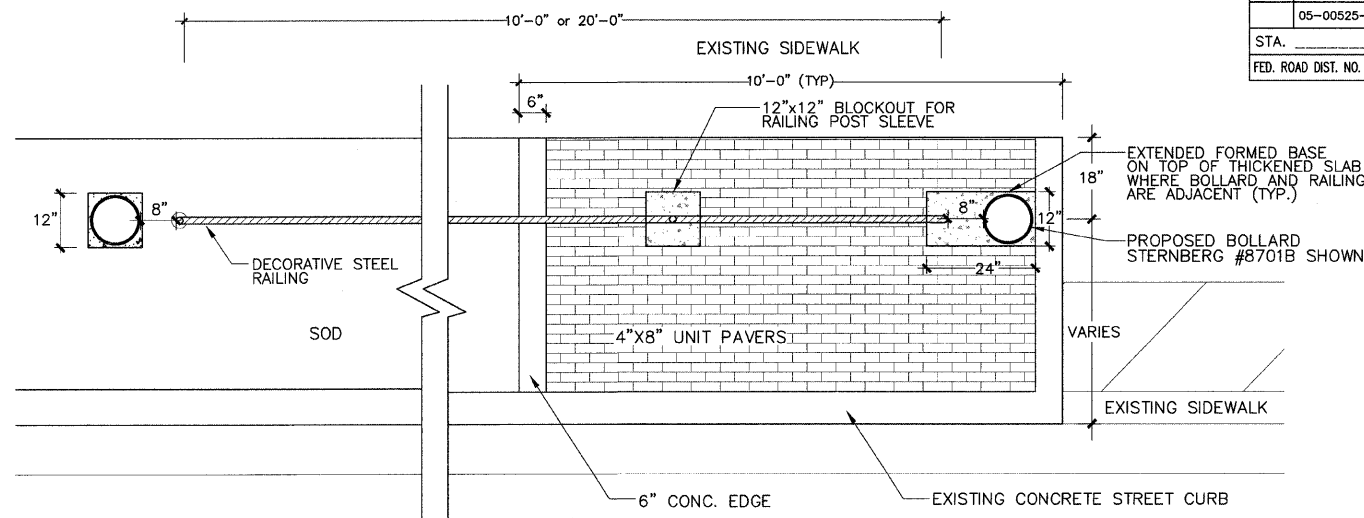 05-00525-
STA.
FED. ROAD DIST. NO.
10'-0" or 20'-0"
EXISTING SIDEWALK
10'-0" (TYP)
6"
12"x12" BLOCKOUT FOR
RAILING POST SLEEVE
EXTENDED FORMED BASE
ON TOP OF THICKENED SLAB
WHERE BOLLARD AND RAILING
ARE ADJACENT (TYP.)
18"
12"
8"
8"
12"
PROPOSED BOLLARD
STERNBERG #8701B SHOWN
24"
DECORATIVE STEEL
RAILING
SOD
4"X8" UNIT PAVERS
VARIES
EXISTING SIDEWALK
6" CONC. EDGE
EXISTING CONCRETE STREET CURB